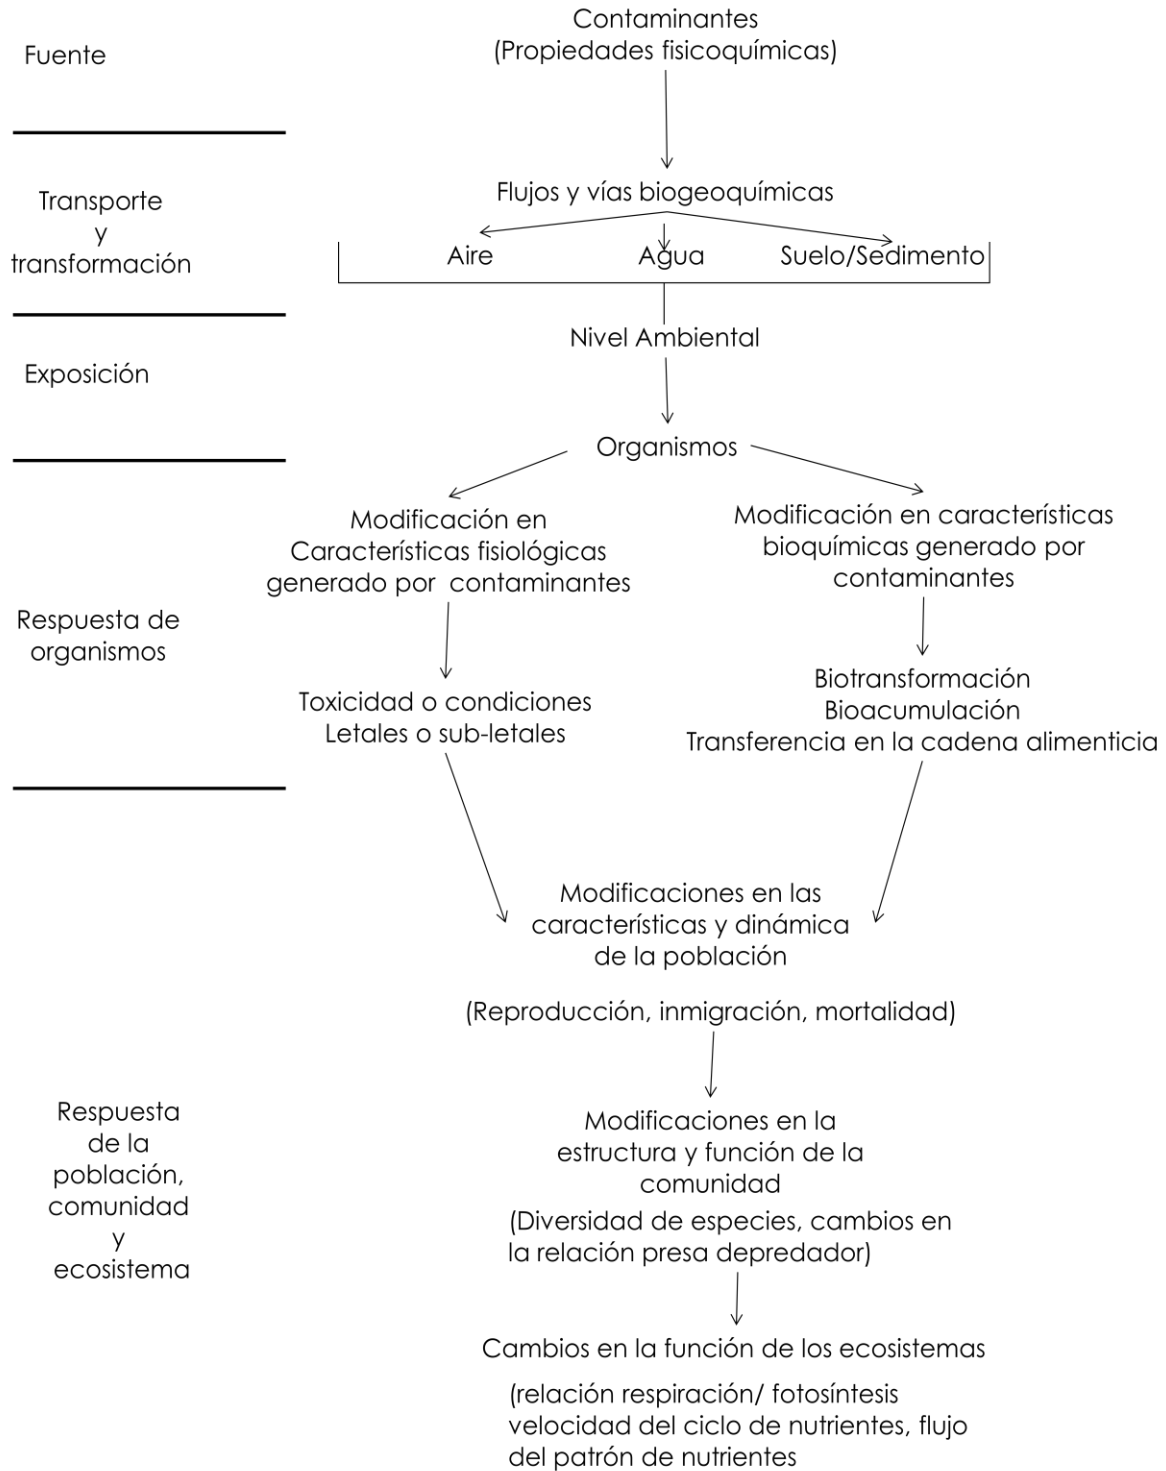 Fuente
Contaminantes
(Propiedades fisicoquímicas)
Transporte
y
transformación
Flujos y vías biogeoquímicas
Aire
Agua
Suelo/Sedimento
Nivel Ambiental
Exposición
Organismos
Respuesta de
organismos
Modificación en
Características fisiológicas
generado por  contaminantes
Modificación en características
bioquímicas generado por
contaminantes
Toxicidad o condiciones
Letales o sub-letales
Biotransformación
Bioacumulación
Transferencia en la cadena alimenticia
Respuesta
de la
población,
comunidad
y
ecosistema
Modificaciones en las
características y dinámica
de la población
(Reproducción, inmigración, mortalidad)
Modificaciones en la
estructura y función de la
comunidad
(Diversidad de especies, cambios en
la relación presa depredador)
Cambios en la función de los ecosistemas
(relación respiración/ fotosíntesis
velocidad del ciclo de nutrientes, flujo
del patrón de nutrientes